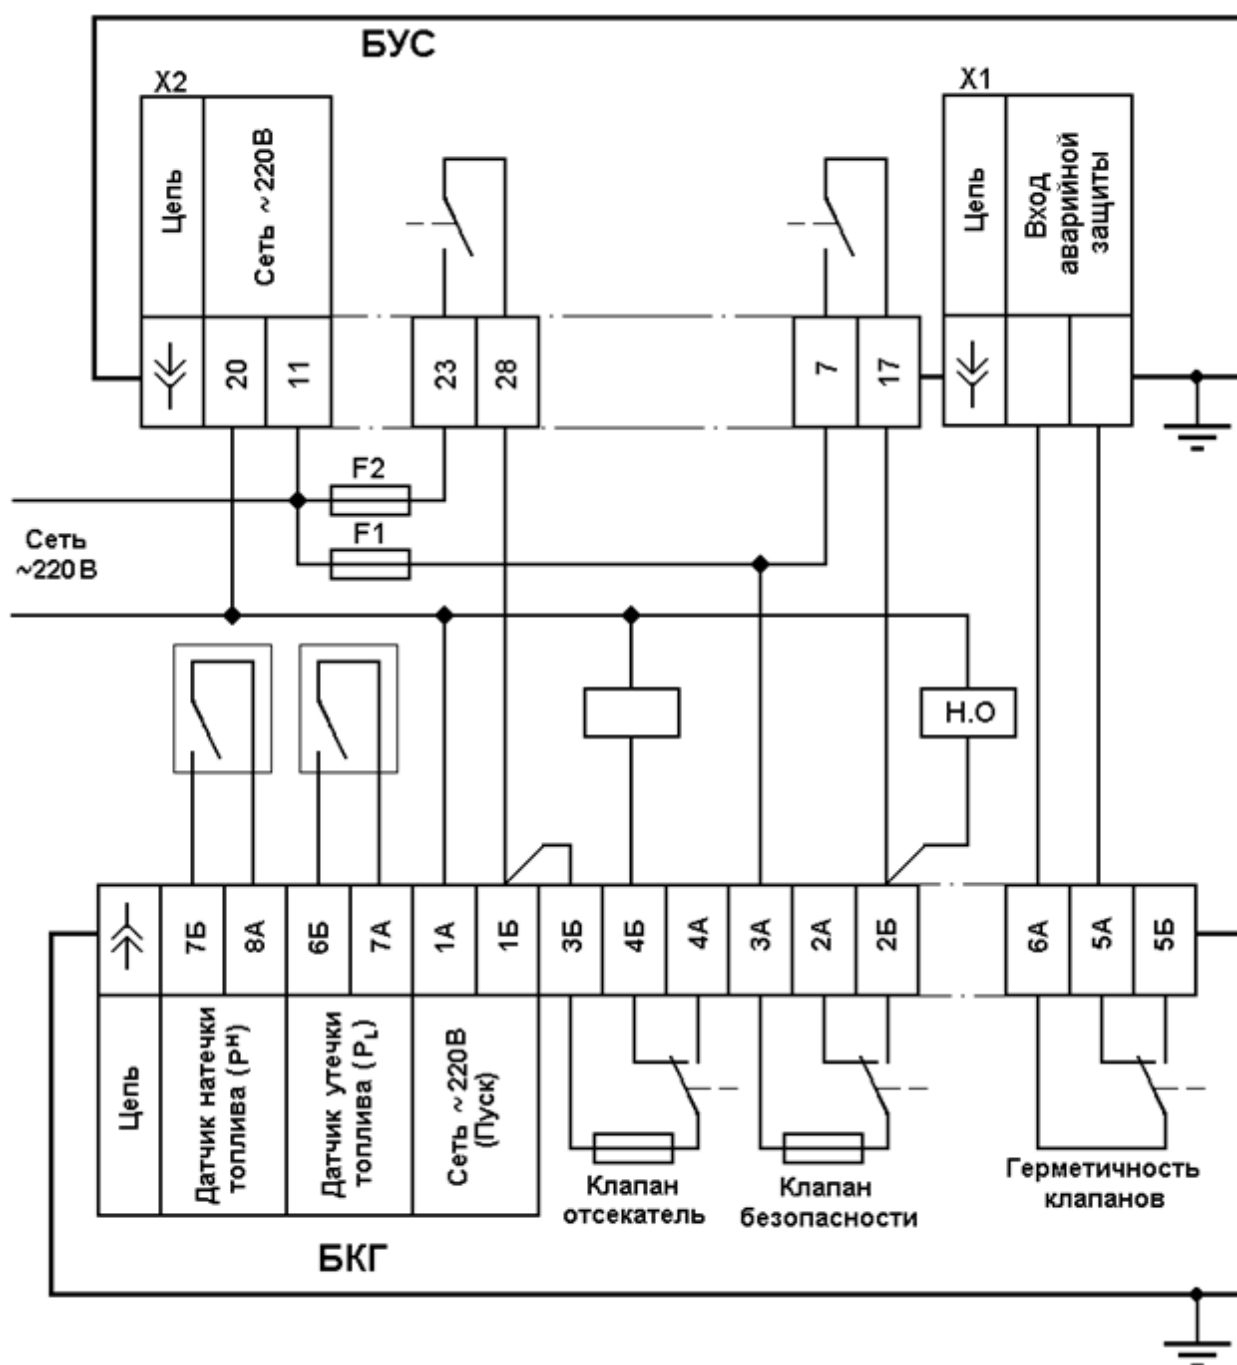 БУС
X2
X1
Цепь
Сеть ~ 220В
Цепь
Вход
аварийной
защиты
20
11
23
28
7
17
F2
F1
Сеть
~220 В
Н.О
7Б
8А
6Б
7А
1А
1Б
3Б
4Б
4А
3А
2А
2Б
6А
5А
5Б
Цепь
Датчик натечки
топлива (Pᴴ)
Датчик утечки
топлива (PL)
Сеть ~ 220В
(Пуск)
Клапан
отсекатель
Клапан
безопасности
Герметичность
клапанов
БКГ